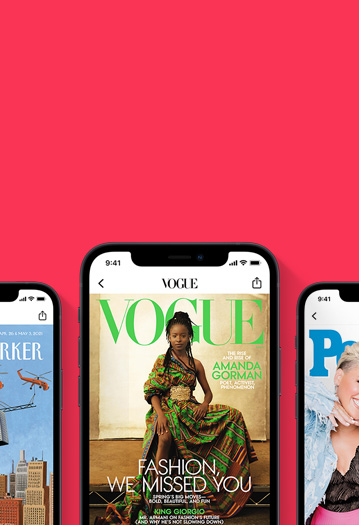 9:41
VOGUE
VOGUE
THE RISE
AND RISE OF
AMANDA
GORMAN
POET, ACTIVIST,
PHENOMENON
FASHION,
WE MISSED YOU
SPRING'S BIG MOVES—
BOLD, BEAUTIFUL, AND FUN
KING GIORGIO
MR. ARMANI ON FASHION'S FUTURE
(AND WHY HE'S NOT SLOWING DOWN)
& MAY 3, 2021
RKER
9:41
Pe